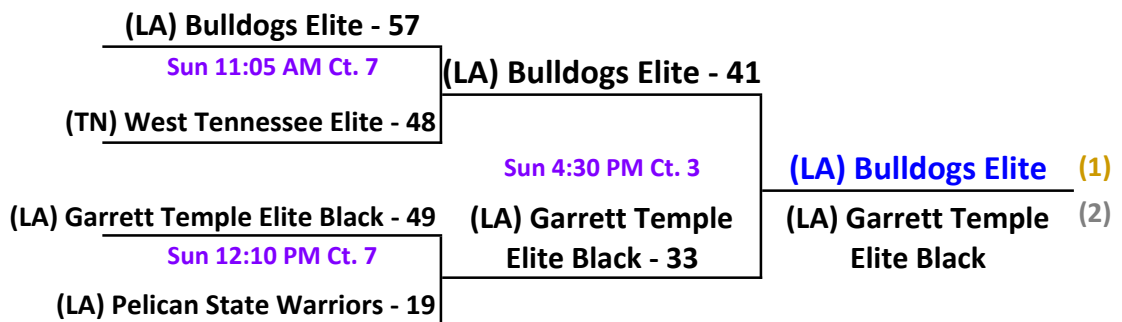 (LA) Bulldogs Elite - 57
Sun 11:05 AM Ct. 7
(LA) Bulldogs Elite - 41
(TN) West Tennessee Elite - 48
Sun 4:30 PM Ct. 3
(LA) Bulldogs Elite (1)
(LA) Garrett Temple Elite Black - 49
(LA) Garrett Temple
Elite Black - 33
(LA) Garrett Temple (2)
Elite Black
Sun 12:10 PM Ct. 7
(LA) Pelican State Warriors - 19